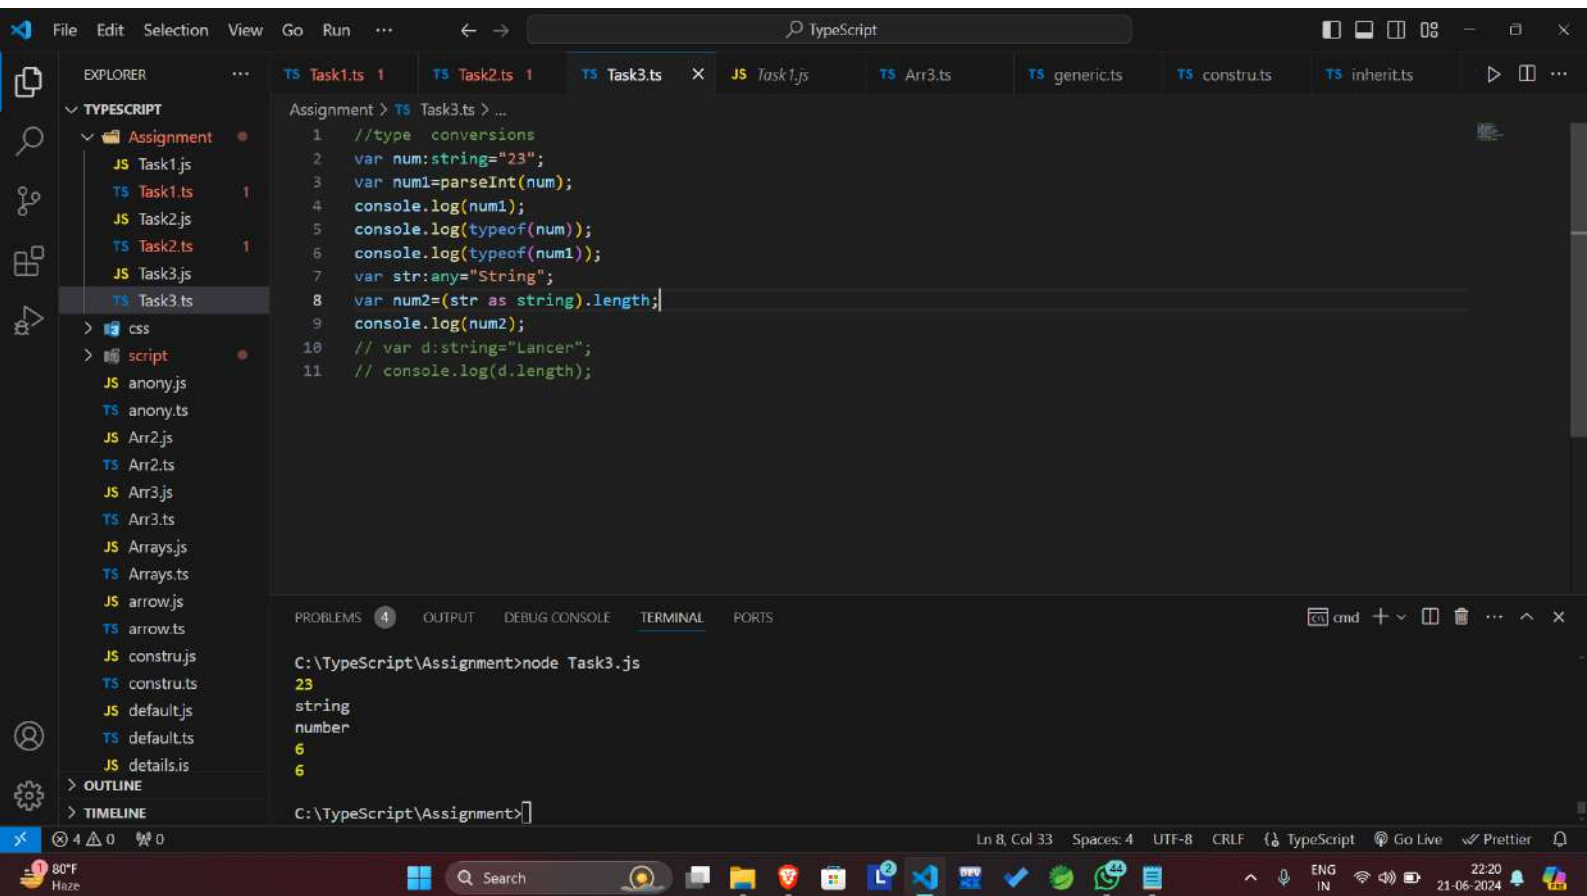 File Edit Selection View Go Run ··· ← → TypeScript
EXPLORER ···
TYPESCRIPT
Assignment
JS Task1.js
TS Task1.ts 1
JS Task2.js
TS Task2.ts 1
JS Task3.js
TS Task3.ts
css
script
JS anony.js
TS anony.ts
JS Arr2.js
TS Arr2.ts
JS Arr3.js
TS Arr3.ts
JS Arrays.js
TS Arrays.ts
JS arrow.js
TS arrow.ts
JS constru.js
TS constru.ts
JS default.js
TS default.ts
JS details.js
OUTLINE
TIMELINE
TS Task1.ts 1 TS Task2.ts 1 TS Task3.ts × JS Task1.js TS Arr3.ts TS generic.ts TS constru.ts TS inherit.ts ···
Assignment > TS Task3.ts > ...
1 //type  conversions
2 var num:string="23";
3 var num1=parseInt(num);
4 console.log(num1);
5 console.log(typeof(num));
6 console.log(typeof(num1));
7 var str:any="String";
8 var num2=(str as string).length;
9 console.log(num2);
10 // var d:string="Lancer";
11 // console.log(d.length);
PROBLEMS 4 OUTPUT DEBUG CONSOLE TERMINAL PORTS cmd
C:\TypeScript\Assignment>node Task3.js
23
string
number
6
6
C:\TypeScript\Assignment>
4 0 0 Ln 8, Col 33 Spaces: 4 UTF-8 CRLF TypeScript Go Live Prettier
1 80°F
Haze
Search
L 2
DEV
44
ENG
IN
22:20
21-06-2024
PRE